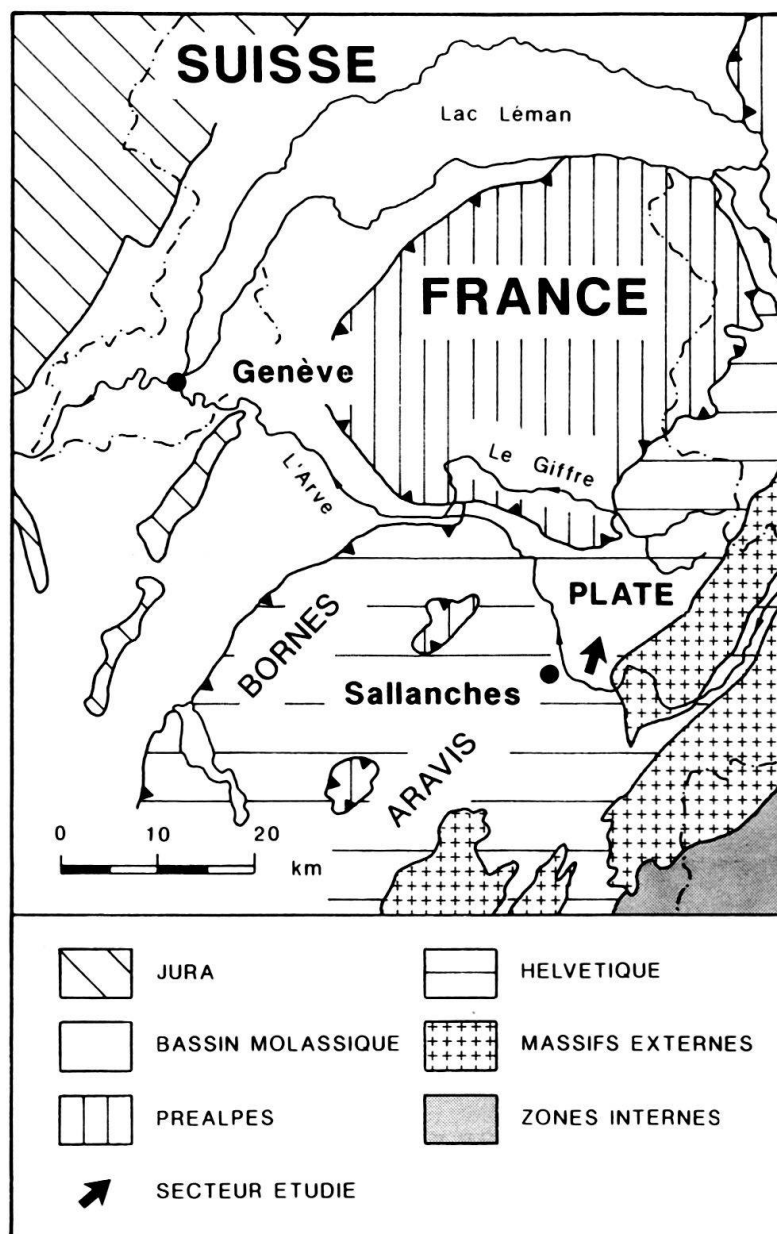 SUISSE
Lac Léman
FRANCE
Genève
Le Giffre
L'Arve
PLATE
BORNES
Sallanches
ARAVIS
0 10 20
km
JURA
HELVETIQUE
BASSIN MOLASSIQUE
MASSIFS EXTERNES
PREALPES
ZONES INTERNES
SECTEUR ETUDIE